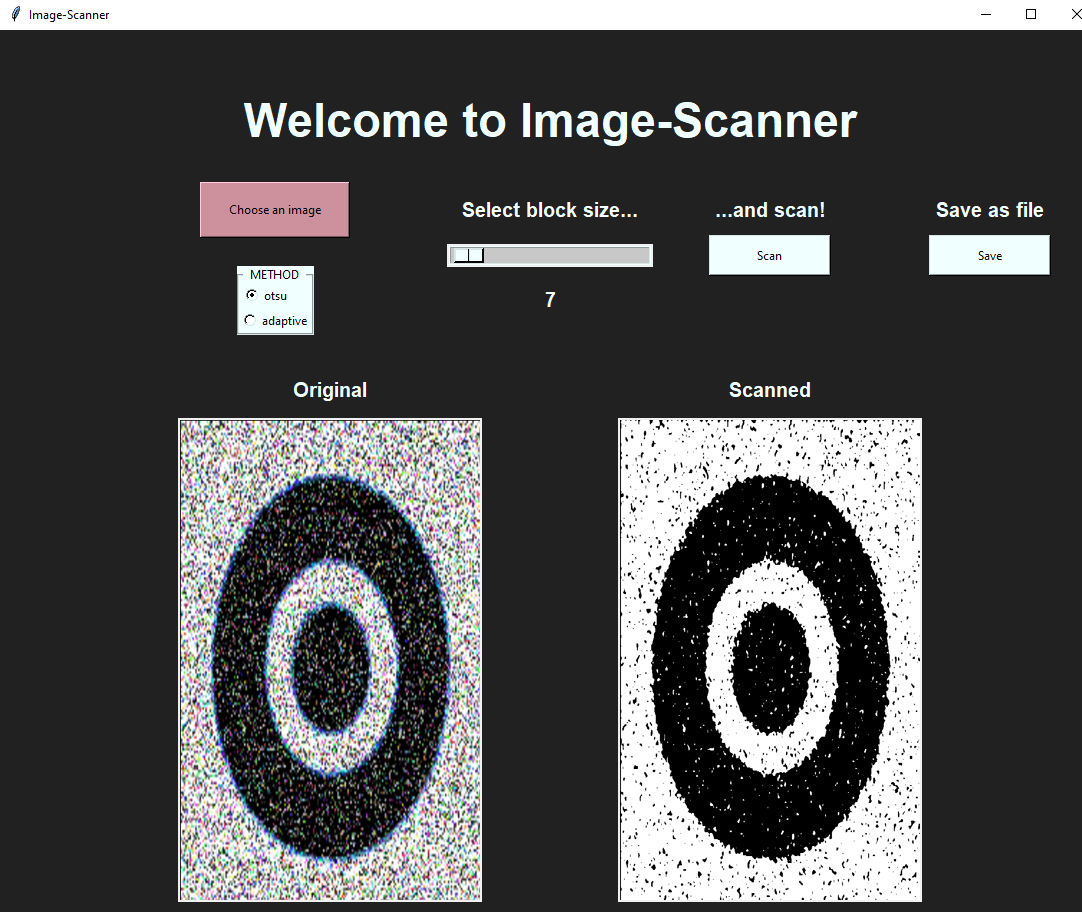 Image-Scanner
Welcome to Image-Scanner
Choose an image
Select block size...
...and scan!
Save as file
Scan
Save
METHOD
otsu
adaptive
7
Original
Scanned